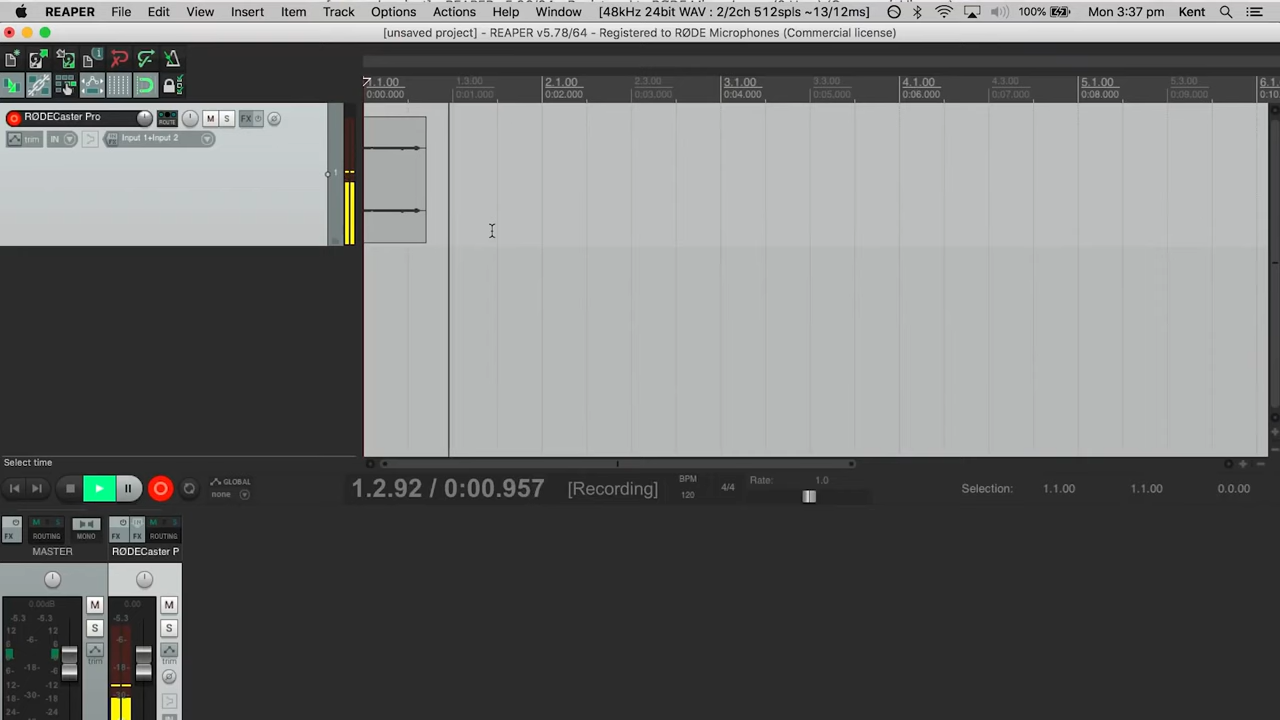 REAPER File Edit View Insert Item Track Options Actions Help Window [48kHz 24bit WAV : 2/2ch 512spls ~13/12ms] 100% Mon 3:37 pm Kent
[unsaved project] - REAPER v5.78/64 - Registered to RØDE Microphones (Commercial license)
1.1.00 1.3.00 2.1.00 2.3.00 3.1.00 3.3.00 4.1.00 4.3.00 5.1.00 5.3.00 6.1
0:00.000 0:01.000 0:02.000 0:03.000 0:04.000 0:05.000 0:06.000 0:07.000 0:08.000 0:09.000 0:10.
RØDECaster Pro ROUTE M S FX
trim IN FX Input 1+Input 2
1
Select time
GLOBAL
none
1.2.92 / 0:00.957 [Recording] BPM 120 4/4 Rate: 1.0 Selection: 1.1.00 1.1.00 0.0.00
FX M S ROUTING MONO FX FX M S ROUTING
MASTER RØDECaster P
0.00dB M 0.00 M
-5.3 -5.3 -5.3
12 12
6 -6- 6 S -6- S
0- 0-
6- -18- 6- trim -18- trim
12- 12-
18- -30- 18- -30-
24- 24-